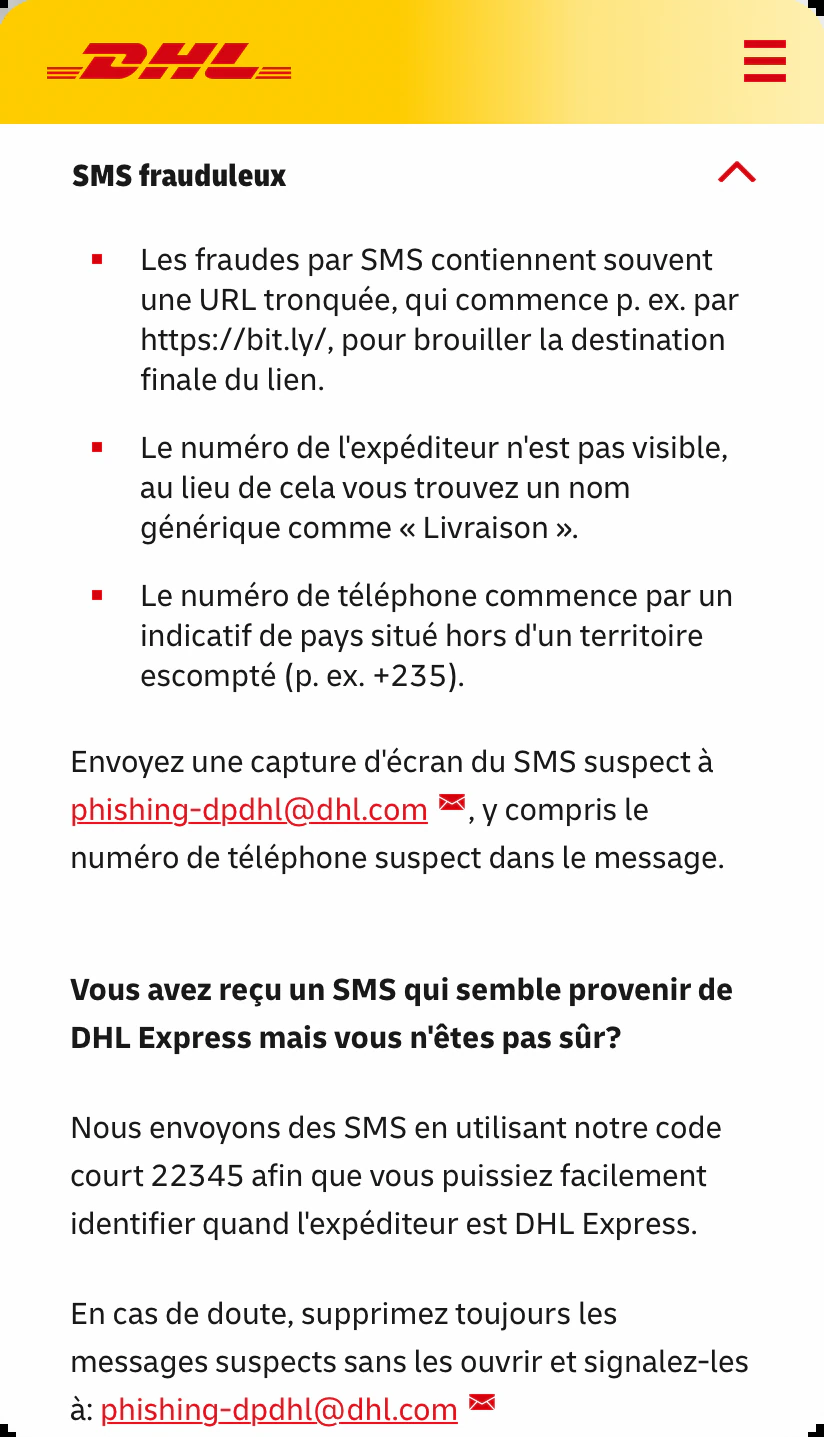 DHL
SMS frauduleux
Les fraudes par SMS contiennent souvent
une URL tronquée, qui commence p. ex. par
https://bit.ly/, pour brouiller la destination
finale du lien.
Le numéro de l'expéditeur n'est pas visible,
au lieu de cela vous trouvez un nom
générique comme « Livraison ».
Le numéro de téléphone commence par un
indicatif de pays situé hors d'un territoire
escompté (p. ex. +235).
Envoyez une capture d'écran du SMS suspect à
phishing-dpdhl@dhl.com , y compris le
numéro de téléphone suspect dans le message.
Vous avez reçu un SMS qui semble provenir de
DHL Express mais vous n'êtes pas sûr?
Nous envoyons des SMS en utilisant notre code
court 22345 afin que vous puissiez facilement
identifier quand l'expéditeur est DHL Express.
En cas de doute, supprimez toujours les
messages suspects sans les ouvrir et signalez-les
à: phishing-dpdhl@dhl.com